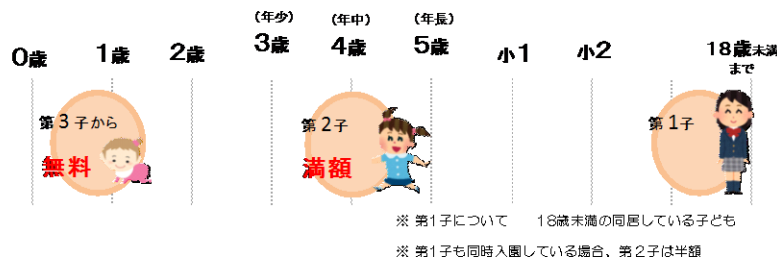 （年少） （年中） （年長）
0歳 1歳 2歳 3歳 4歳 5歳 小1 小2 18歳未満
まで
第3子から 第2子 第1子
無料 満額
※ 第1子について 18歳未満の同居している子ども
※ 第1子も同時入園している場合、第2子は半額